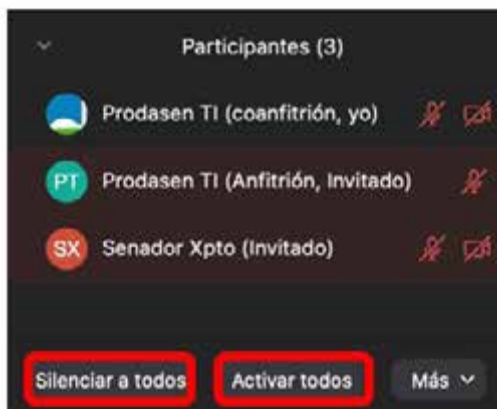 Participantes (3)
Prodasen TI (coanfitrión, yo)
PT Prodasen TI (Anfitrión, Invitado)
SX Senador Xpto (Invitado)
Silenciar a todos Activar todos Más